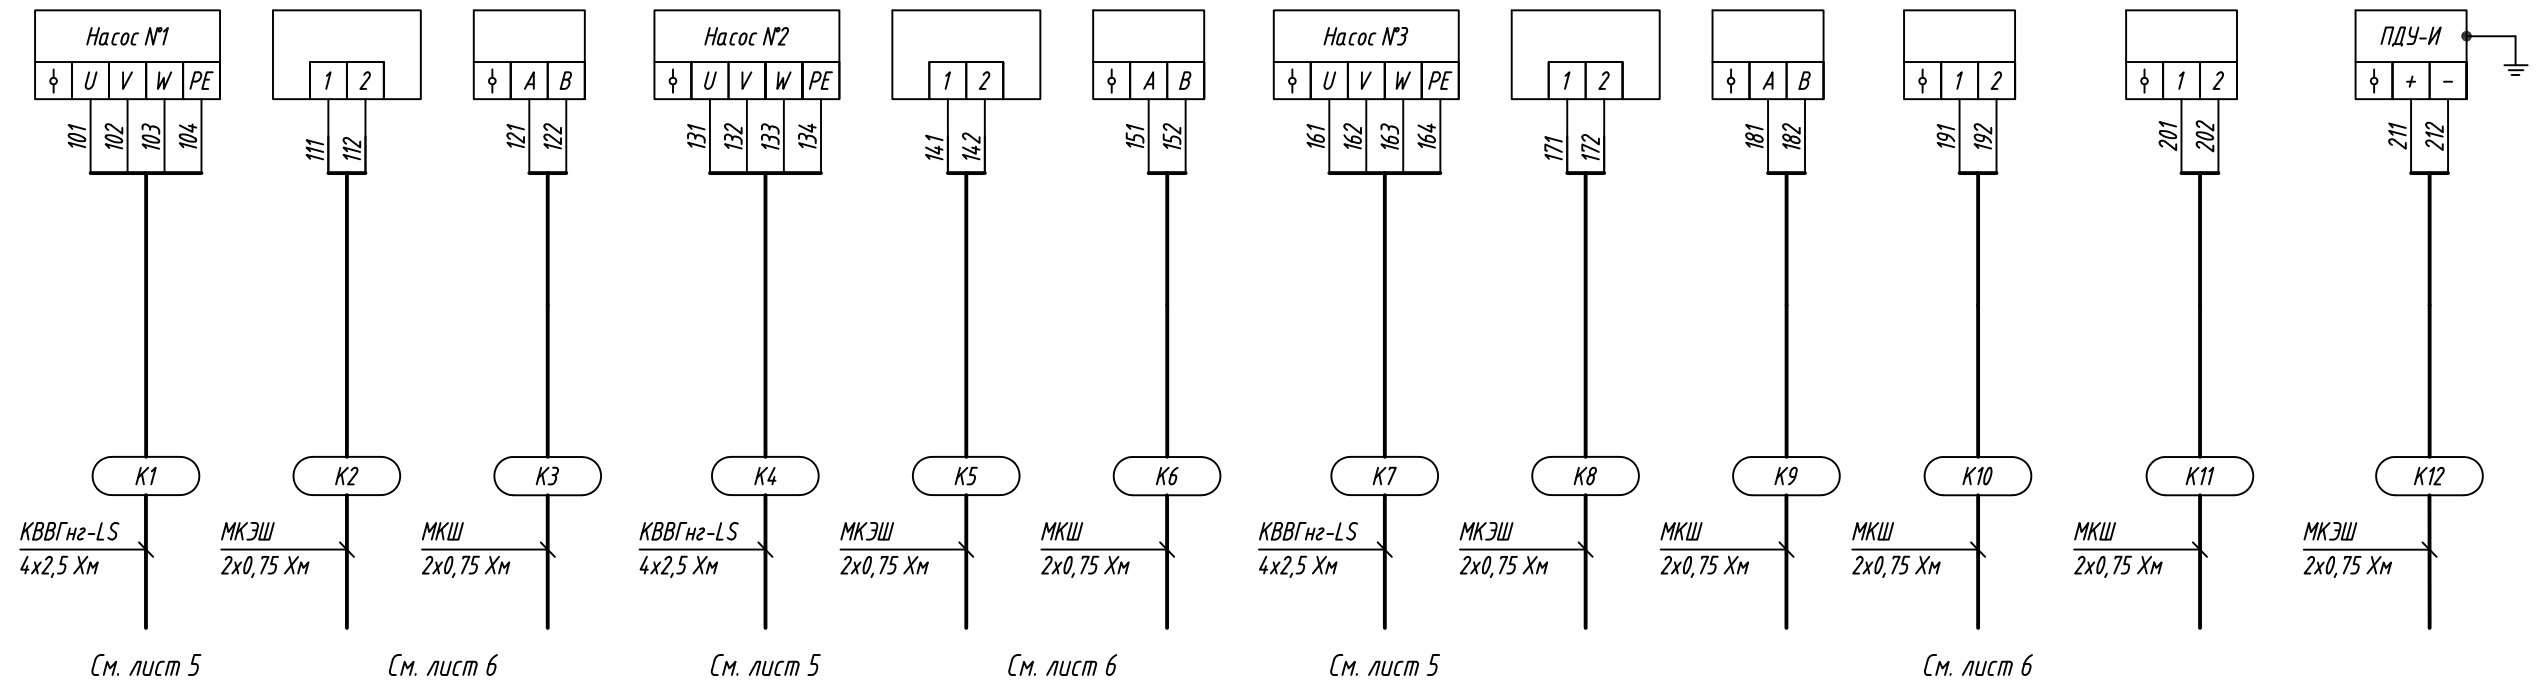 Насос №1
U V W PE
101 102 103 104
1 2
111 112
A B
121 122
Насос №2
U V W PE
131 132 133 134
1 2
141 142
A B
151 152
Насос №3
U V W PE
161 162 163 164
1 2
171 172
A B
181 182
1 2
191 192
1 2
201 202
ПДУ-И
+ -
211 212
К1 К2 К3 К4 К5 К6 К7 К8 К9 К10 К11 К12
КВВГнг-LS
4х2,5 Хм
МКЭШ
2х0,75 Хм
МКШ
2х0,75 Хм
КВВГнг-LS
4х2,5 Хм
МКЭШ
2х0,75 Хм
МКШ
2х0,75 Хм
КВВГнг-LS
4х2,5 Хм
МКЭШ
2х0,75 Хм
МКШ
2х0,75 Хм
МКШ
2х0,75 Хм
МКШ
2х0,75 Хм
МКЭШ
2х0,75 Хм
См. лист 5
См. лист 6
См. лист 5
См. лист 6
См. лист 5
См. лист 6